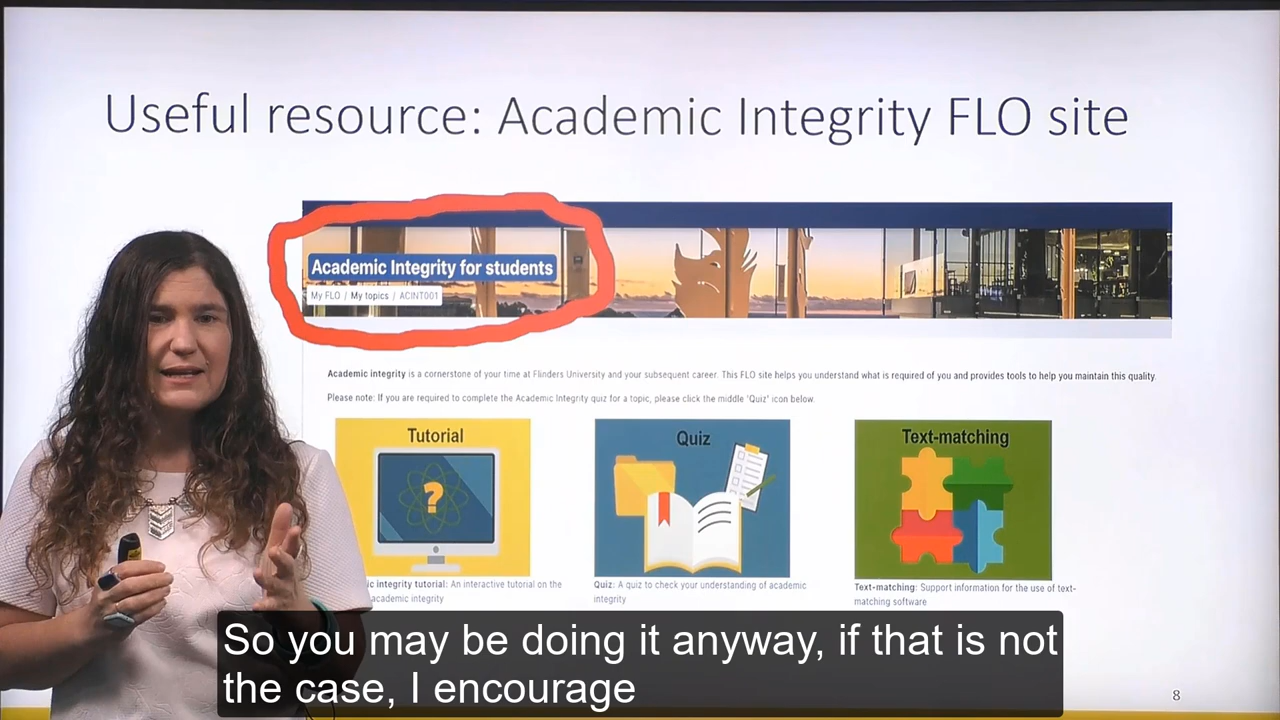 Useful resource: Academic Integrity FLO site
Academic Integrity for students
My FLO / My topics / ACINT001
Academic integrity is a cornerstone of your time at Flinders University and your subsequent career. This FLO site helps you understand what is required of you and provides tools to help you maintain this quality.
Please note: If you are required to complete the Academic Integrity quiz for a topic, please click the middle 'Quiz' icon below.
Tutorial
?
Quiz
Text-matching
ic integrity tutorial: An interactive tutorial on the
academic integrity
Quiz: A quiz to check your understanding of academic
integrity
Text-matching: Support information for the use of text-
matching software
So you may be doing it anyway, if that is not
the case, I encourage
8